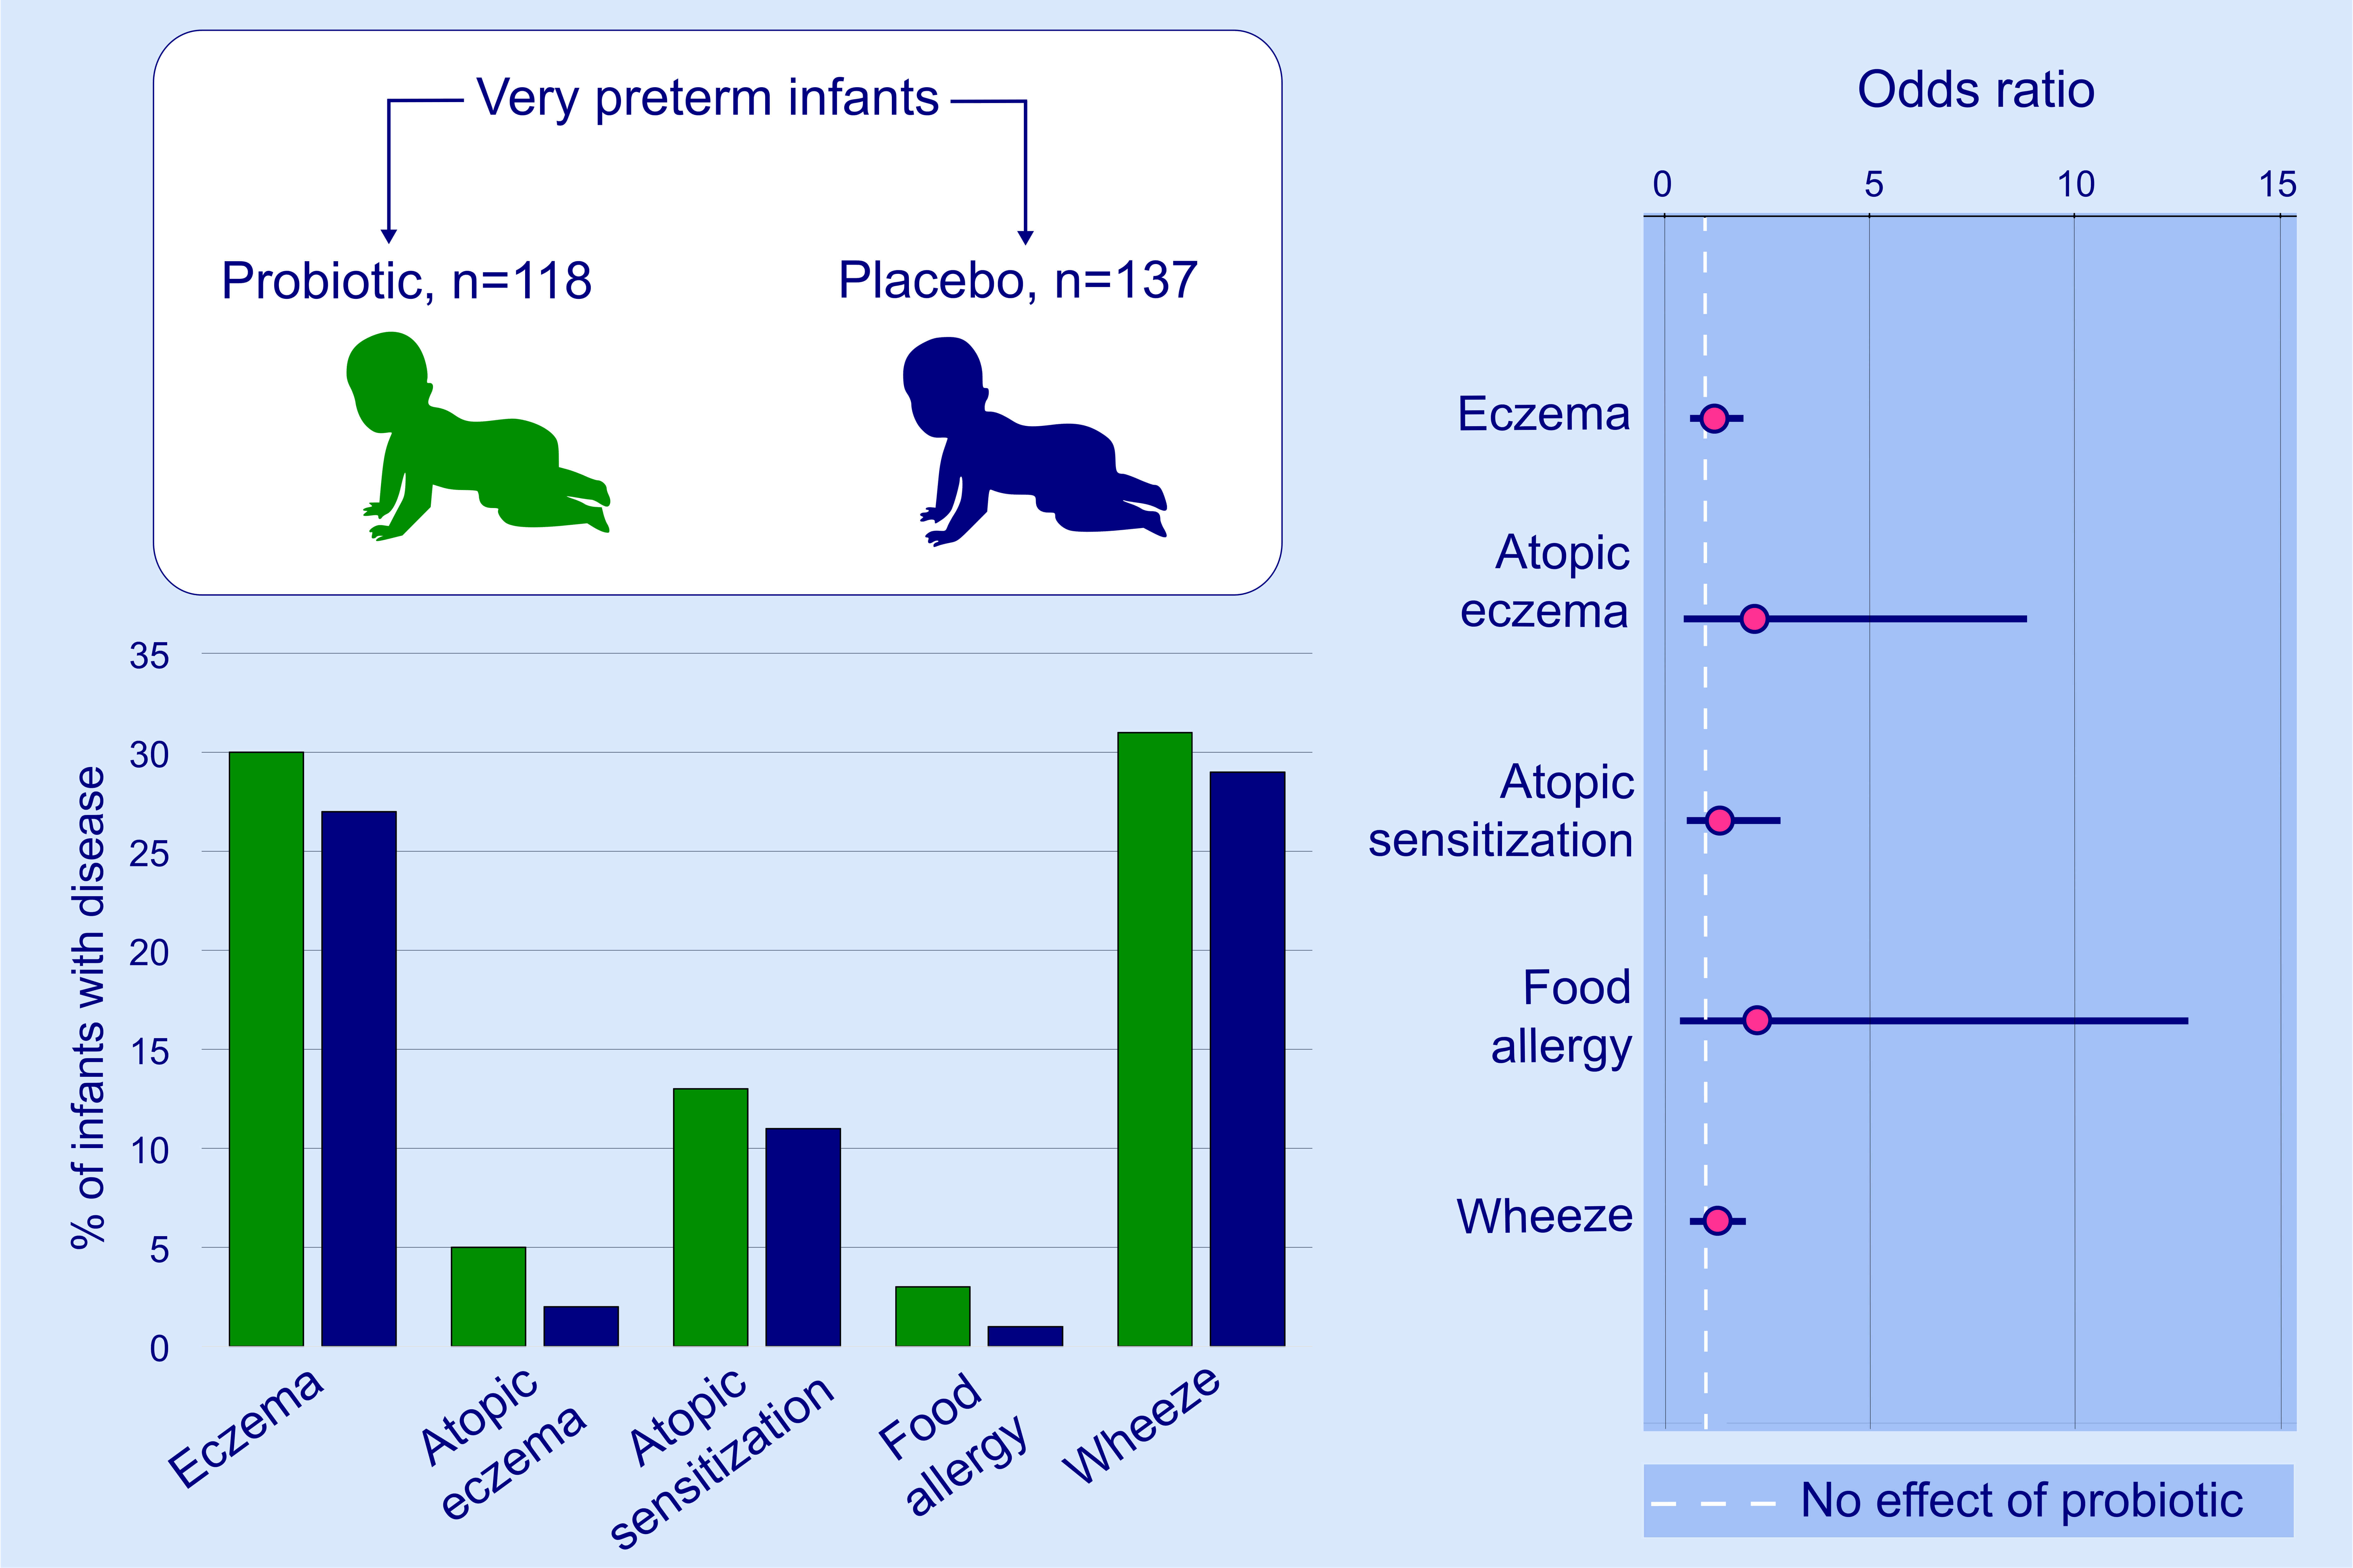 Very preterm infants
Probiotic, n=118
Placebo, n=137
35
30
25
20
15
10
5
0
% of infants with disease
Eczema
Atopic
eczema
Atopic
sensitization
Food
allergy
Wheeze
Odds ratio
0 5 10 15
Eczema
Atopic
eczema
Atopic
sensitization
Food
allergy
Wheeze
No effect of probiotic